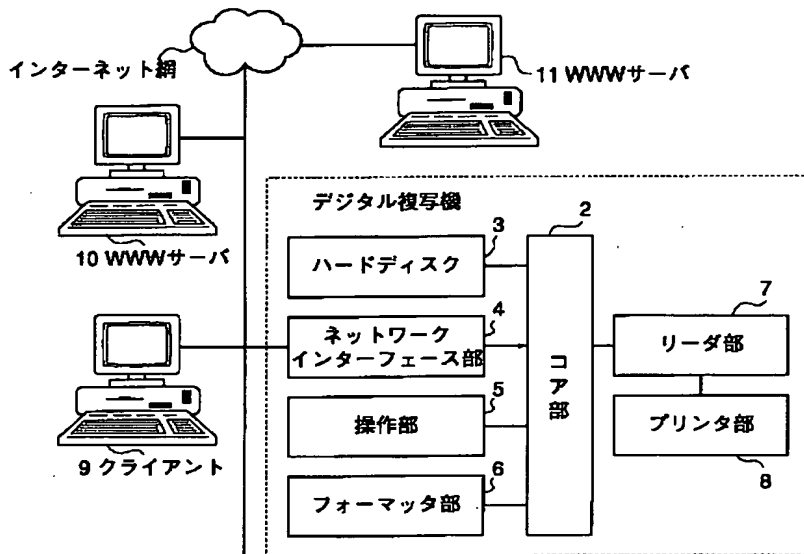 インターネット網
11 WWWサーバ
10 WWWサーバ
デジタル複写機
3
ハードディスク
2
4
ネットワーク
インターフェース部
コア部
7
リーダ部
5
操作部
プリンタ部
8
9 クライアント
6
フォーマッタ部